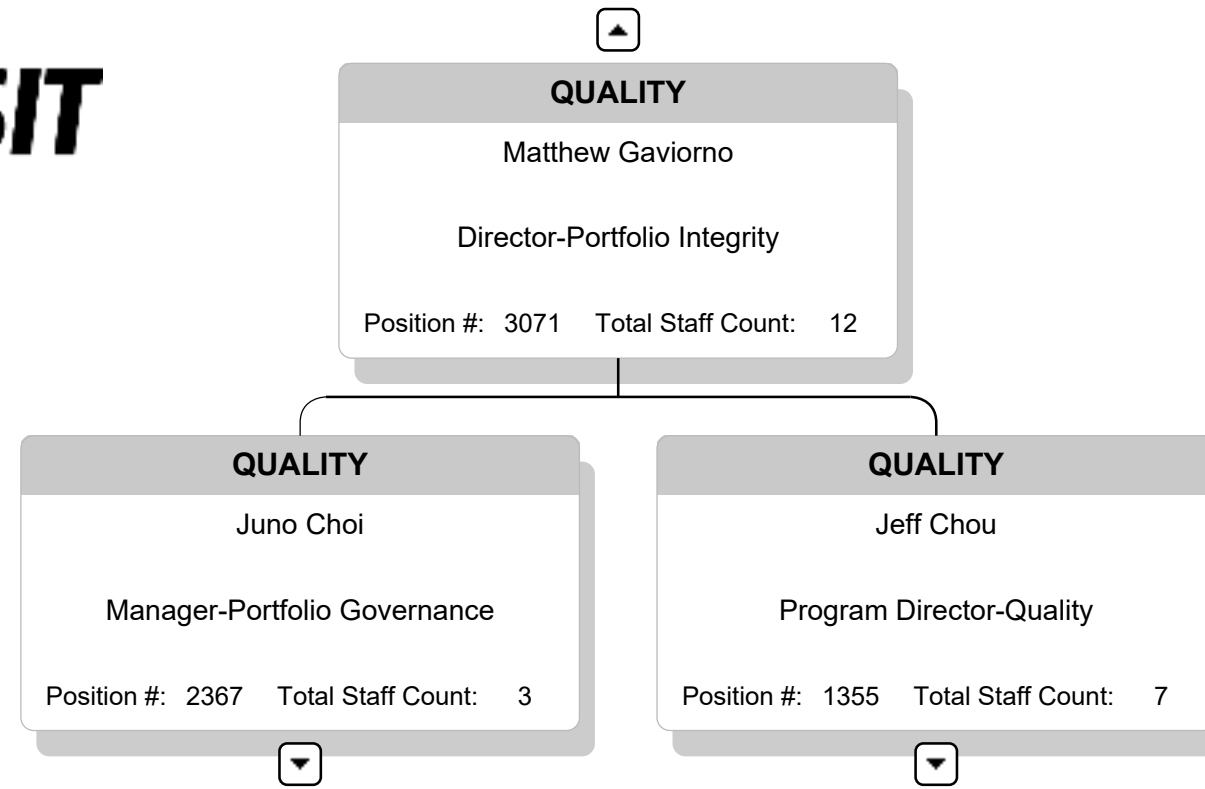 QUALITY
Matthew Gaviorno
Director-Portfolio Integrity
Position #: 3071 Total Staff Count: 12
QUALITY
Juno Choi
Manager-Portfolio Governance
Position #: 2367 Total Staff Count: 3
QUALITY
Jeff Chou
Program Director-Quality
Position #: 1355 Total Staff Count: 7